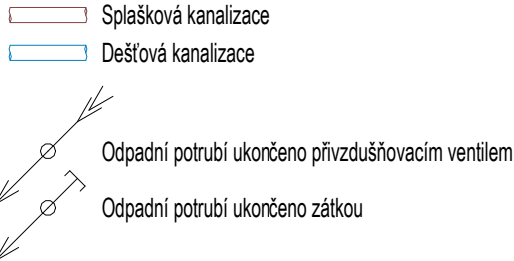 Splašková kanalizace
Dešťová kanalizace
Odpadní potrubí ukončeno přivzdušňovacím ventilem
Odpadní potrubí ukončeno zátkou